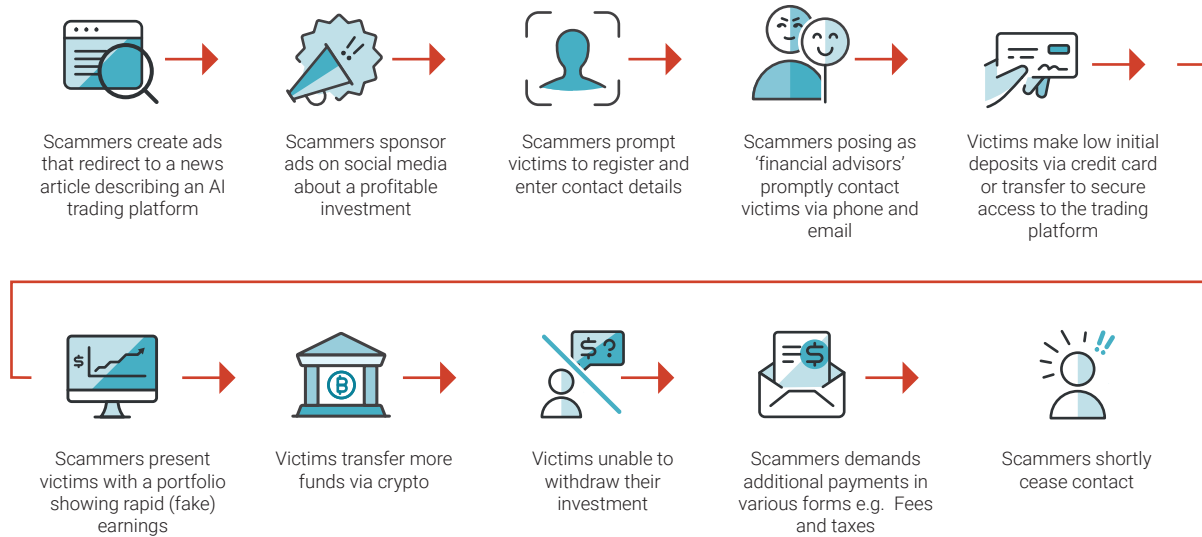 Scammers create ads
that redirect to a news
article describing an AI
trading platform
Scammers sponsor
ads on social media
about a profitable
investment
Scammers prompt
victims to register and
enter contact details
Scammers posing as
‘financial advisors’
promptly contact
victims via phone and
email
Victims make low initial
deposits via credit card
or transfer to secure
access to the trading
platform
$
Scammers present
victims with a portfolio
showing rapid (fake)
earnings
B
Victims transfer more
funds via crypto
$?
Victims unable to
withdraw their
investment
$
Scammers demands
additional payments in
various forms e.g. Fees
and taxes
!!
Scammers shortly
cease contact